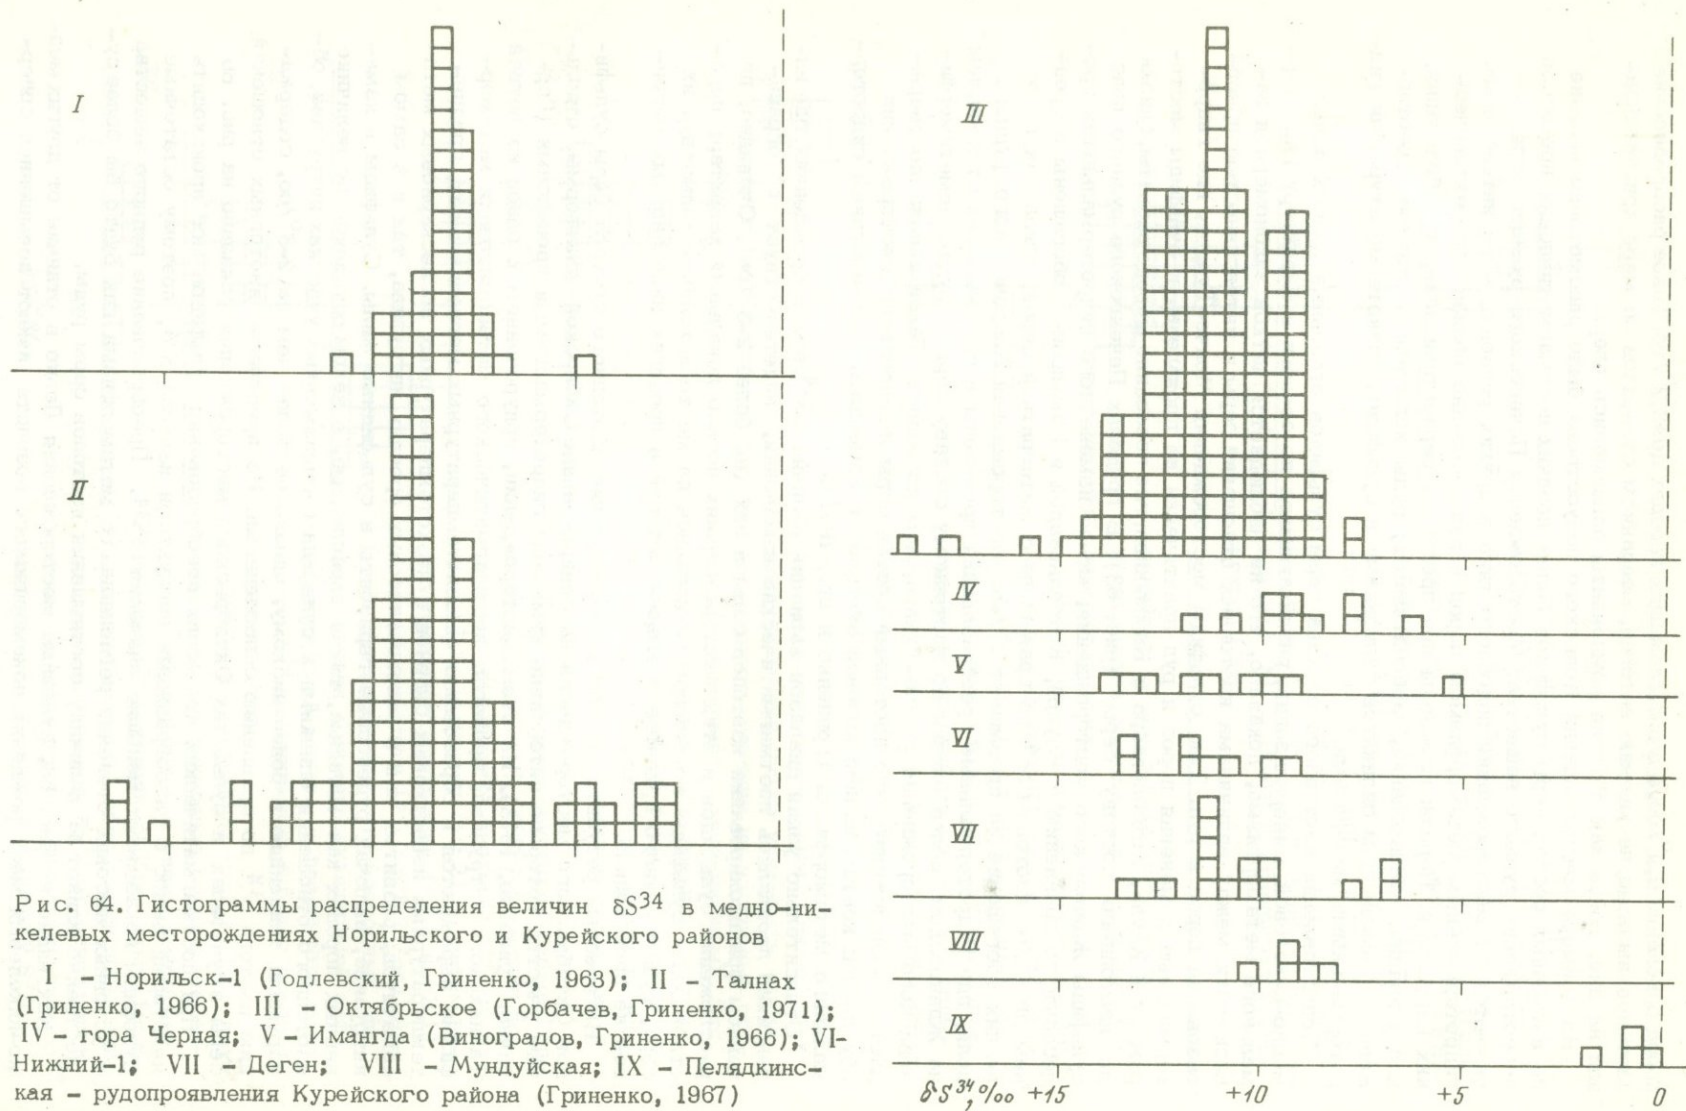 I
II
Рис. 64. Гистограммы распределения величин δS³⁴ в медно-ни-
келевых месторождениях Норильского и Курейского районов
I – Норильск-1 (Годлевский, Гриненко, 1963); II – Талнах
(Гриненко, 1966); III – Октябрьское (Горбачев, Гриненко, 1971);
IV – гора Черная; V – Имангда (Виноградов, Гриненко, 1966); VI-
Нижний-1; VII – Деген; VIII – Мундуйская; IX – Пелядкинс-
кая – рудопроявления Курейского района (Гриненко, 1967)
III
IV
V
VI
VII
VIII
IX
δS³⁴,‰ +15 +10 +5 0